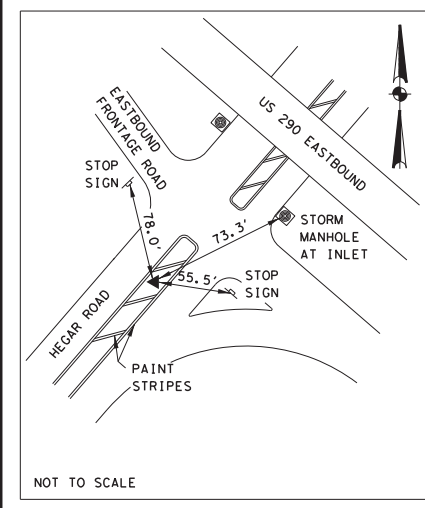 EASTBOUND
FRONTAGE ROAD
US 290 EASTBOUND
STOP
SIGN
78.0'
73.3'
STORM
MANHOLE
AT INLET
55.5'
STOP
SIGN
HEGAR ROAD
PAINT
STRIPES
NOT TO SCALE